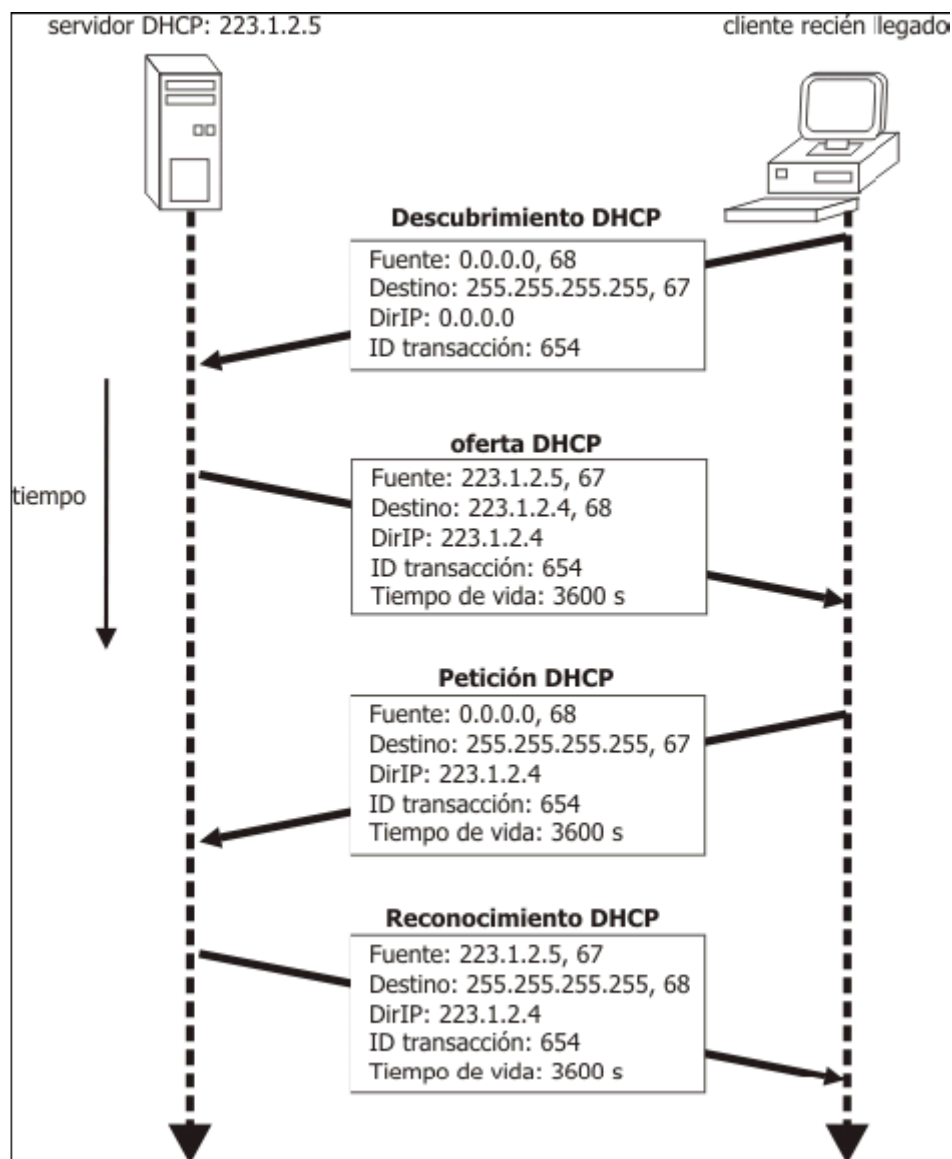 servidor DHCP: 223.1.2.5
cliente recién llegado
Descubrimiento DHCP
Fuente: 0.0.0.0, 68
Destino: 255.255.255.255, 67
DirIP: 0.0.0.0
ID transacción: 654
oferta DHCP
Fuente: 223.1.2.5, 67
Destino: 223.1.2.4, 68
DirIP: 223.1.2.4
ID transacción: 654
Tiempo de vida: 3600 s
tiempo
Petición DHCP
Fuente: 0.0.0.0, 68
Destino: 255.255.255.255, 67
DirIP: 223.1.2.4
ID transacción: 654
Tiempo de vida: 3600 s
Reconocimiento DHCP
Fuente: 223.1.2.5, 67
Destino: 255.255.255.255, 68
DirIP: 223.1.2.4
ID transacción: 654
Tiempo de vida: 3600 s